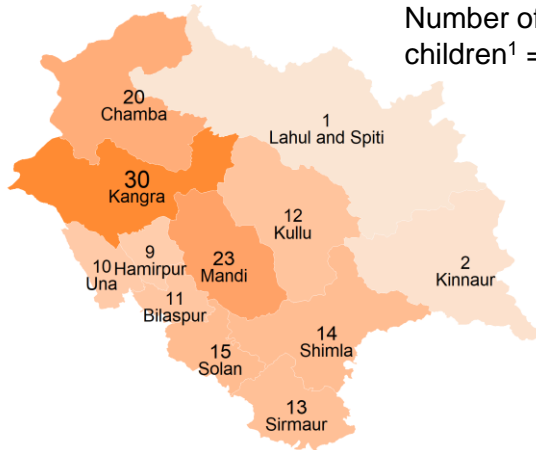 Number of
children¹ =
20
Chamba
1
Lahul and Spiti
30
Kangra
12
Kullu
2
Kinnaur
9
Hamirpur
10
Una
23
Mandi
11
Bilaspur
14
Shimla
15
Solan
13
Sirmaur